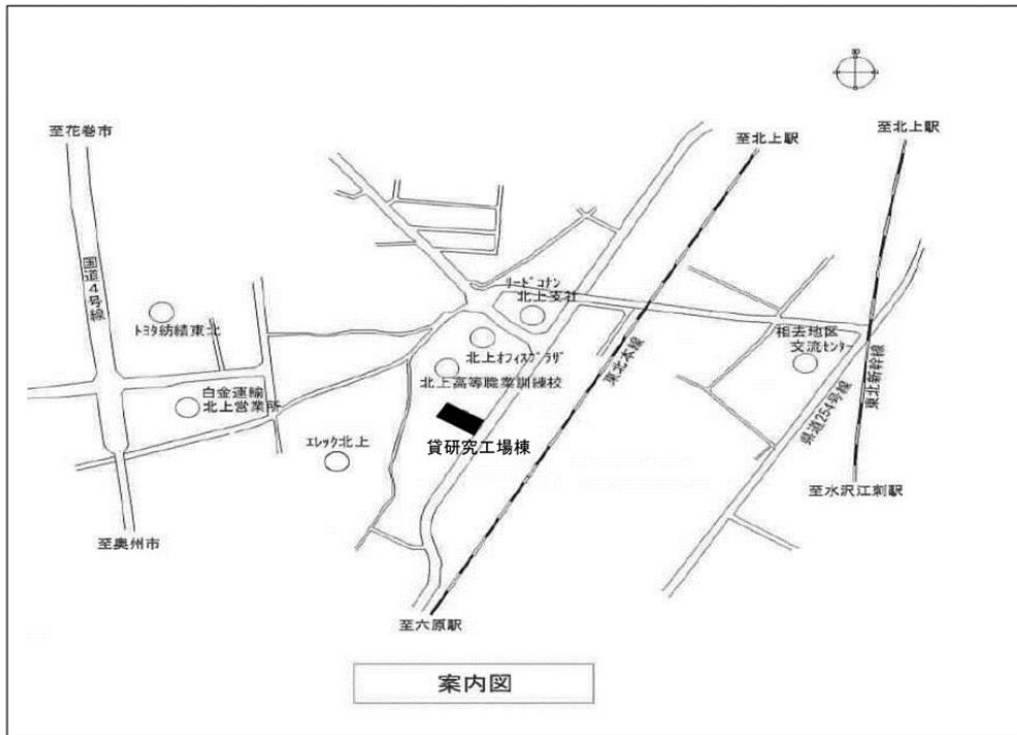 至花巻市
至北上駅
至北上駅
国道4号線
ﾄﾖﾀ紡績東北
ﾘｰﾄﾞｺﾅﾝ
北上支社
北上ｵﾌｨｽﾌﾟﾗｻﾞ
北上高等職業訓練校
相去地区
交流ｾﾝﾀｰ
東北本線
東北新幹線
県道254号線
白金運輸
北上営業所
ｴﾚｯｸ北上
貸研究工場棟
至水沢江刺駅
至奥州市
至六原駅
案内図